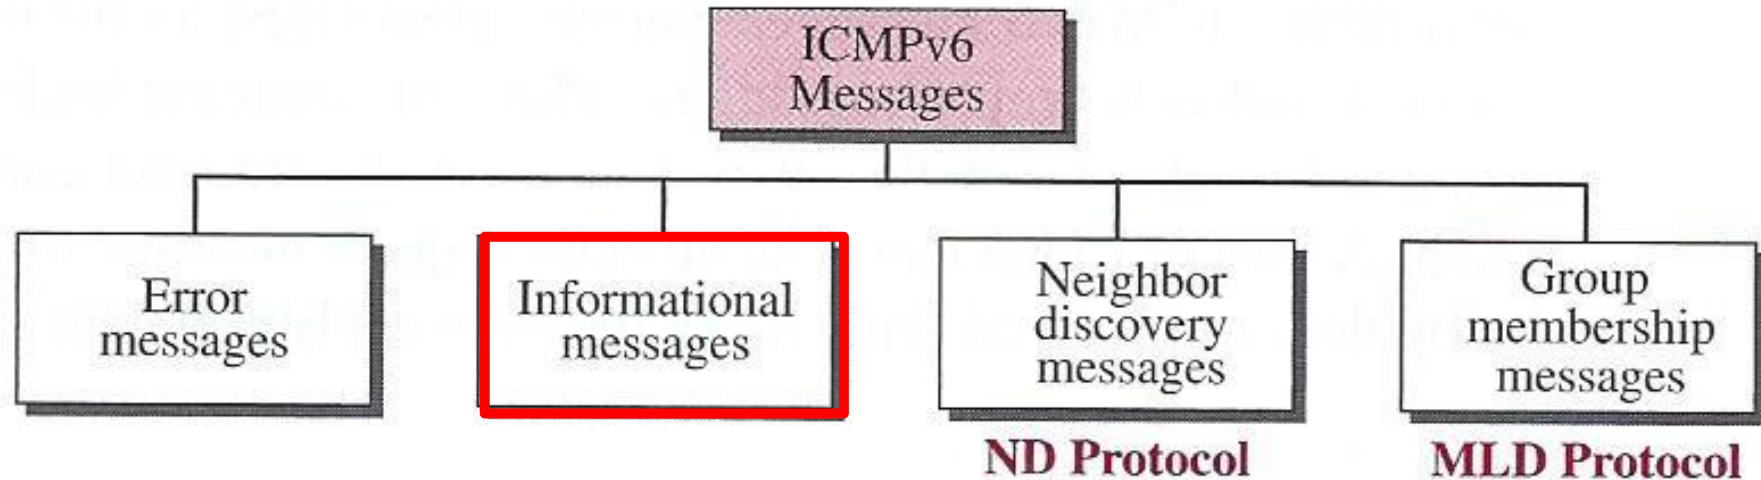 ICMPv6
Messages
Error
messages
Informational
messages
Neighbor
discovery
messages
Group
membership
messages
ND Protocol
MLD Protocol